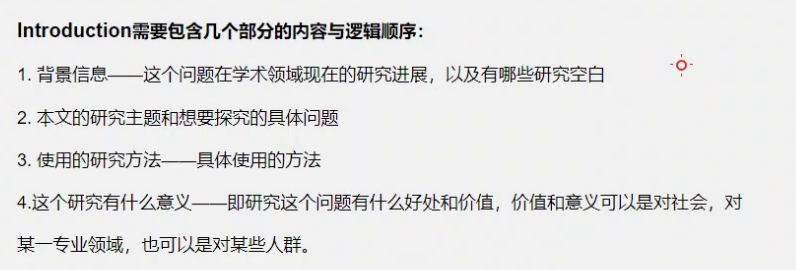 Introduction需要包含几个部分的内容与逻辑顺序：
1. 背景信息——这个问题在学术领域现在的研究进展，以及有哪些研究空白
2. 本文的研究主题和想要探究的具体问题
3. 使用的研究方法——具体使用的方法
4.这个研究有什么意义——即研究这个问题有什么好处和价值，价值和意义可以是对社会，对
某一专业领域，也可以是对某些人群。